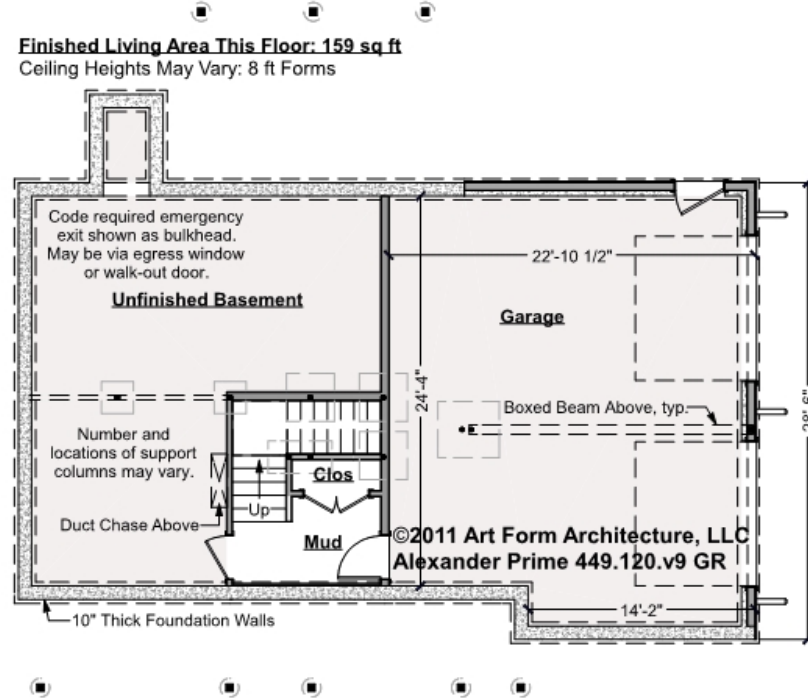 Finished Living Area This Floor: 159 sq ft
Ceiling Heights May Vary: 8 ft Forms
Code required emergency
exit shown as bulkhead.
May be via egress window
or walk-out door.
Unfinished Basement
22'-10 1/2"
Garage
24'-4"
Boxed Beam Above, typ.
Number and
locations of support
columns may vary.
Clos
Up
Duct Chase Above
Mud
©2011 Art Form Architecture, LLC
Alexander Prime 449.120.v9 GR
14'-2"
10" Thick Foundation Walls